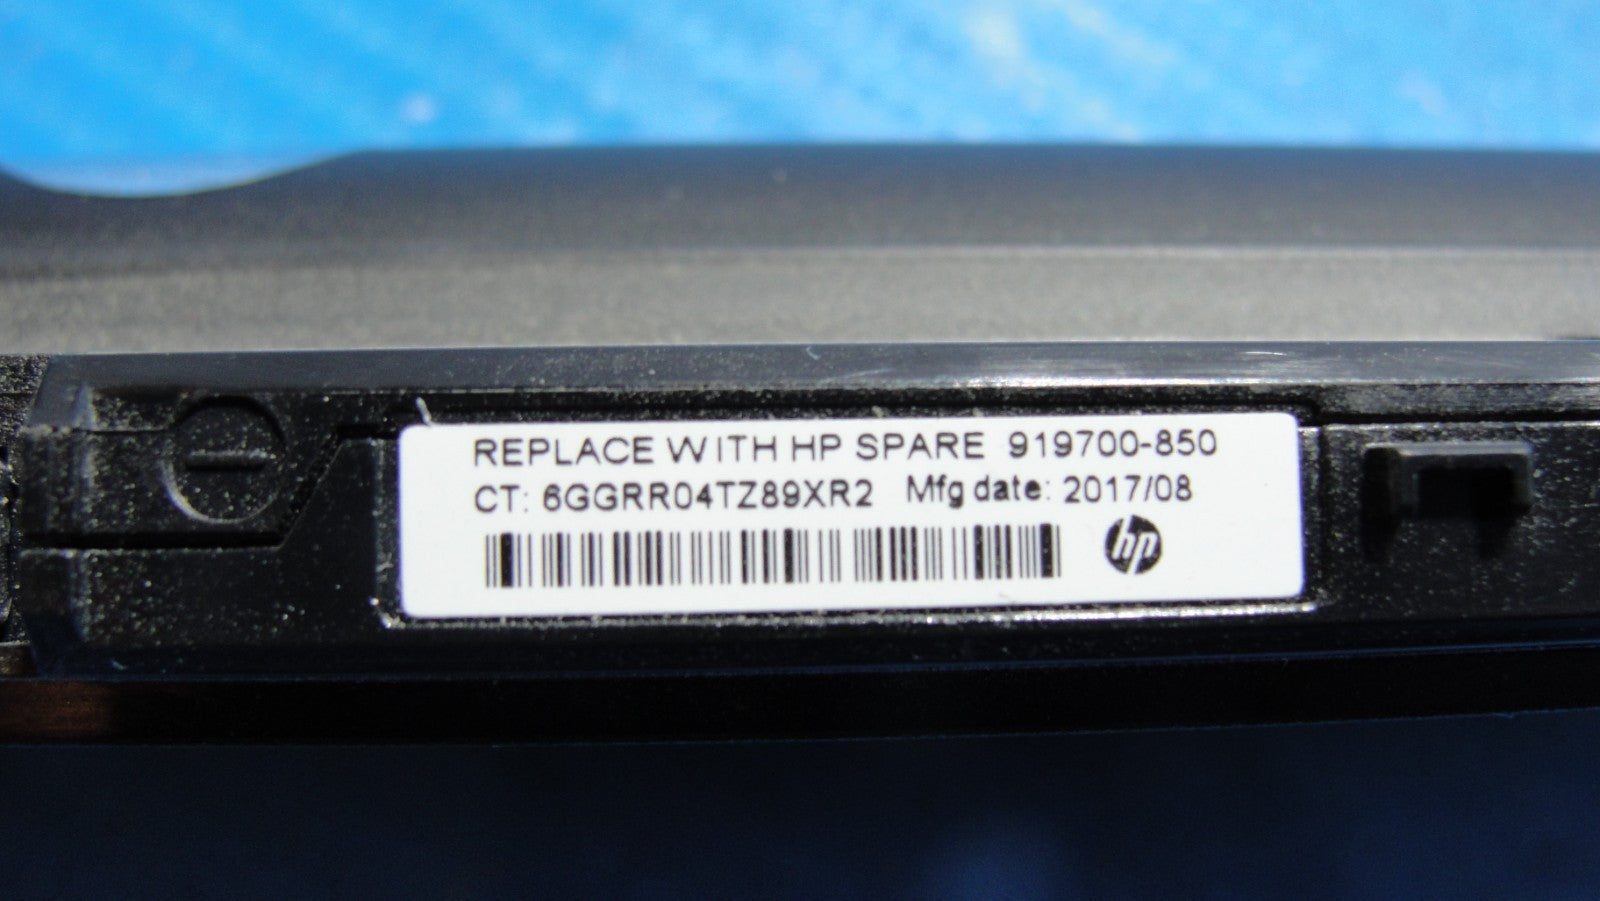 REPLACE WITH HP SPARE 919700-850
CT: 6GGRR04TZ89XR2 Mfg date: 2017/08
hp